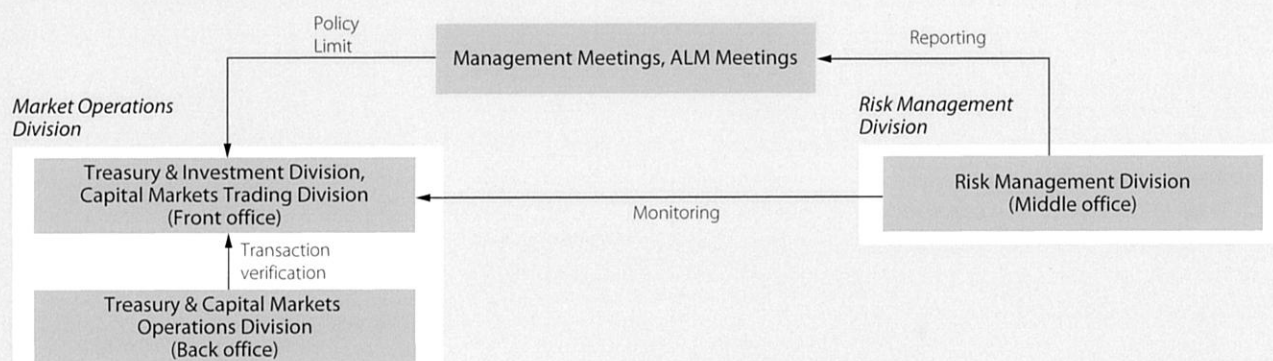 Policy
Limit
Management Meetings, ALM Meetings
Reporting
Market Operations
Division
Risk Management
Division
Treasury & Investment Division,
Capital Markets Trading Division
(Front office)
Risk Management Division
(Middle office)
Monitoring
Transaction
verification
Treasury & Capital Markets
Operations Division
(Back office)